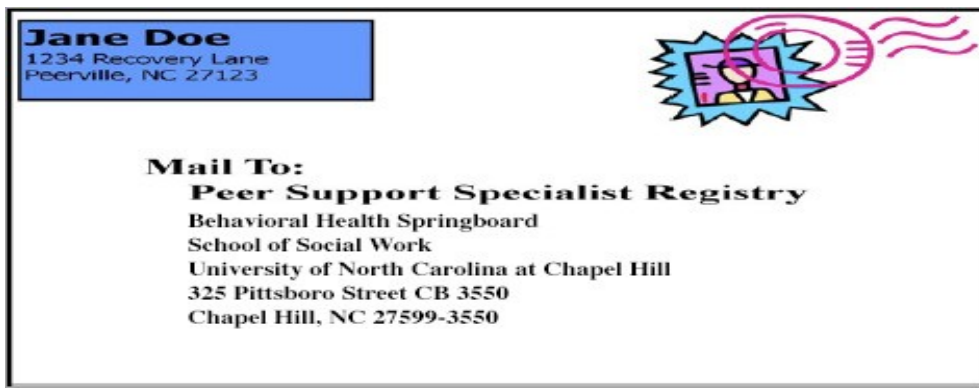 Jane Doe
1234 Recovery Lane
Peerville, NC 27123
Mail To:
Peer Support Specialist Registry
Behavioral Health Springboard
School of Social Work
University of North Carolina at Chapel Hill
325 Pittsboro Street CB 3550
Chapel Hill, NC 27599-3550